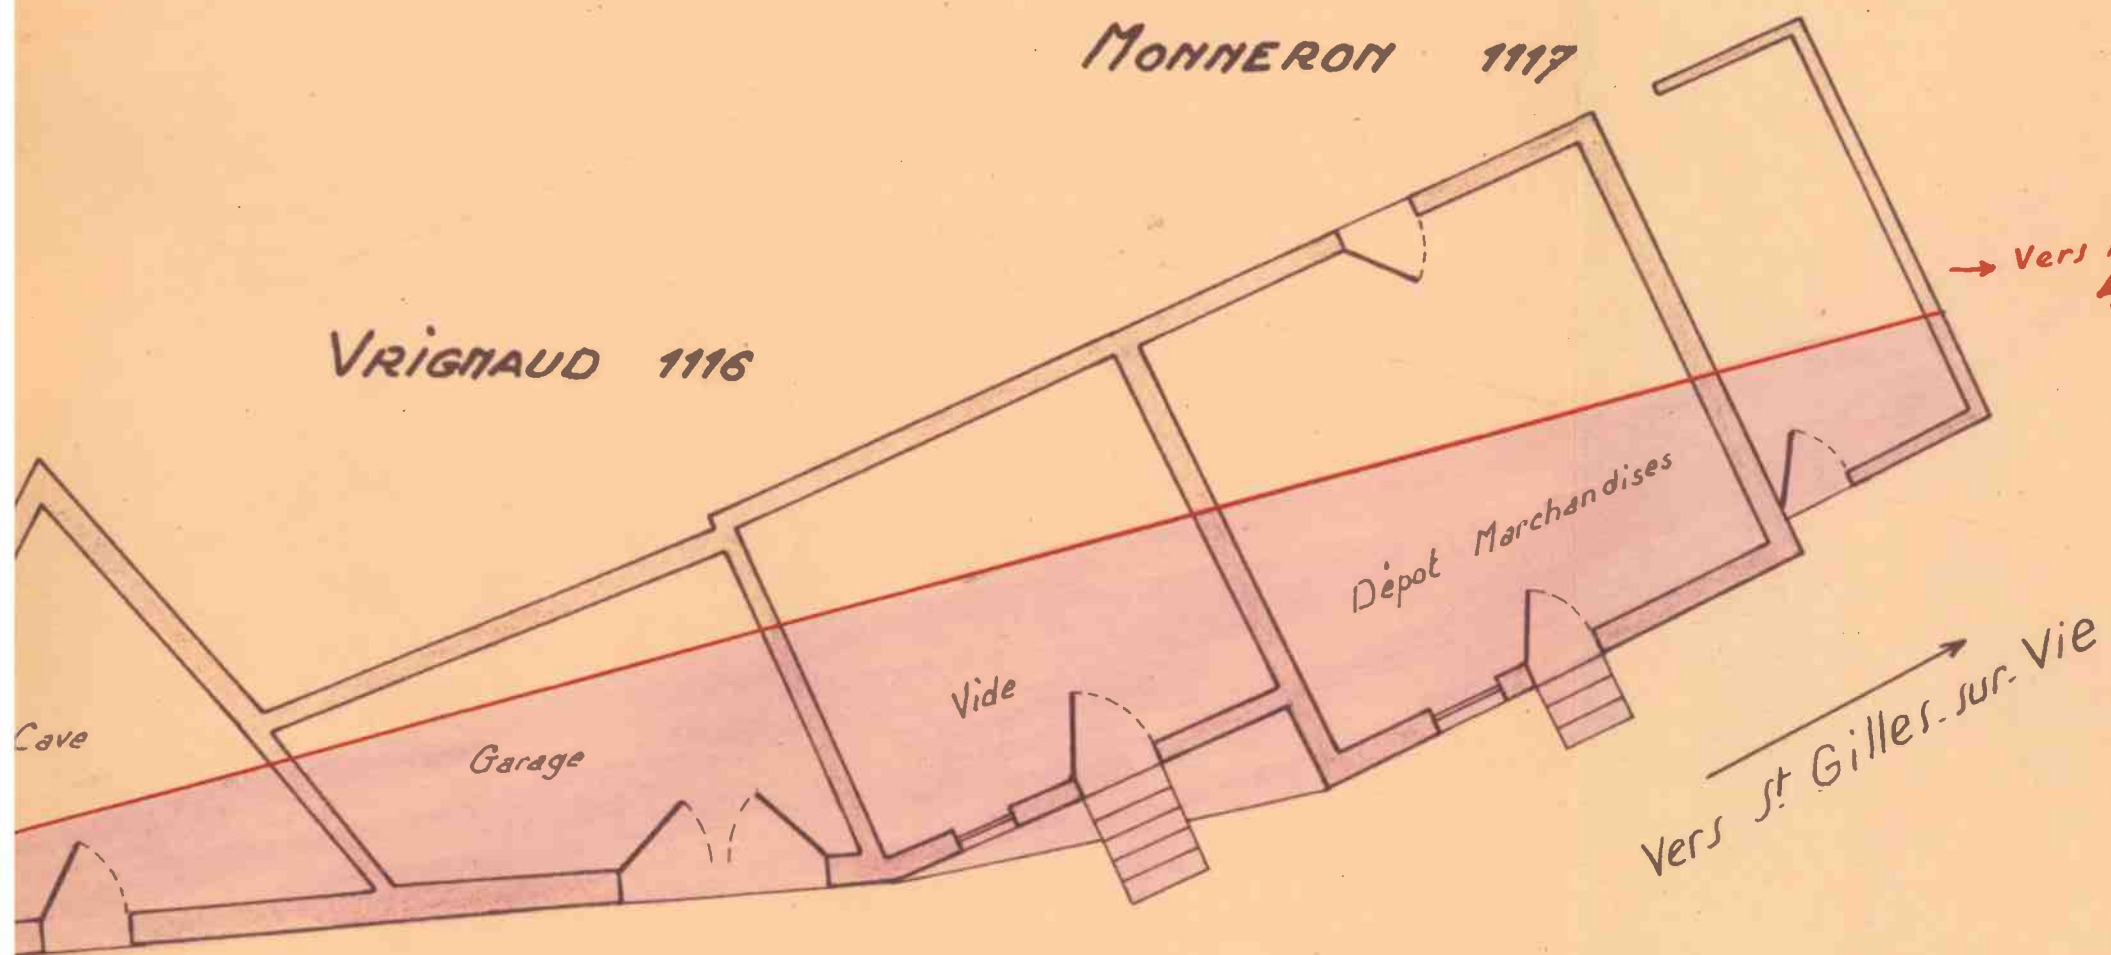 MONNERON 1117
→ Vers
VRIGNAUD 1116
Dépot Marchandises
Vide
Cave
Garage
Vers St Gilles-sur-Vie